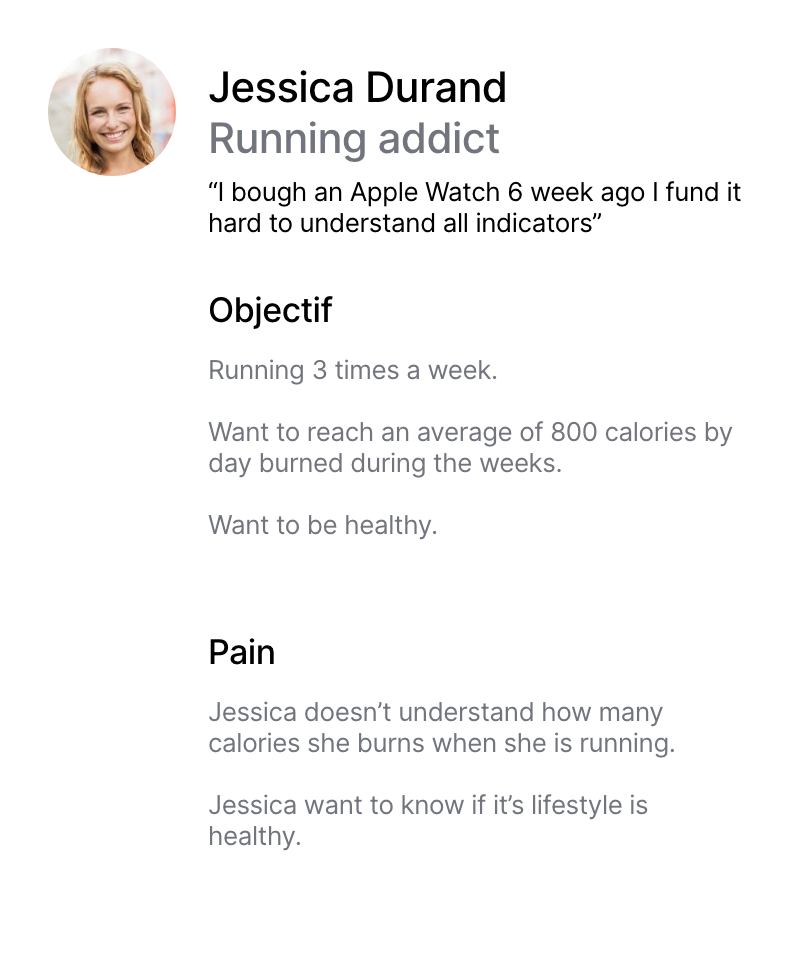 Jessica Durand
Running addict
“I bough an Apple Watch 6 week ago I fund it
hard to understand all indicators”
Objectif
Running 3 times a week.
Want to reach an average of 800 calories by
day burned during the weeks.
Want to be healthy.
Pain
Jessica doesn’t understand how many
calories she burns when she is running.
Jessica want to know if it’s lifestyle is
healthy.